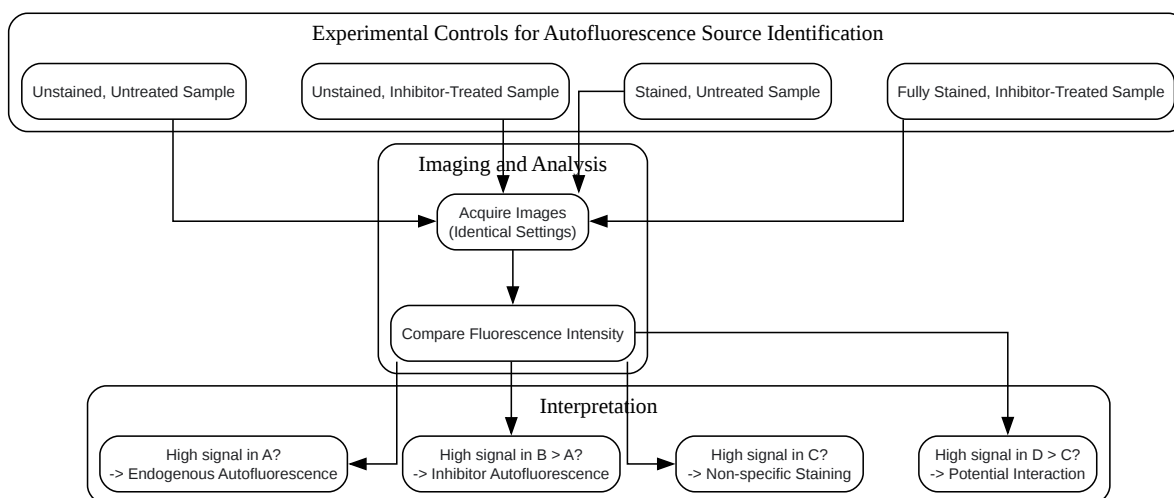 Experimental Controls for Autofluorescence Source Identification
Unstained, Untreated Sample
Unstained, Inhibitor-Treated Sample
Stained, Untreated Sample
Fully Stained, Inhibitor-Treated Sample
Imaging and Analysis
Acquire Images
(Identical Settings)
Compare Fluorescence Intensity
Interpretation
High signal in A?
-> Endogenous Autofluorescence
High signal in B > A?
-> Inhibitor Autofluorescence
High signal in C?
-> Non-specific Staining
High signal in D > C?
-> Potential Interaction